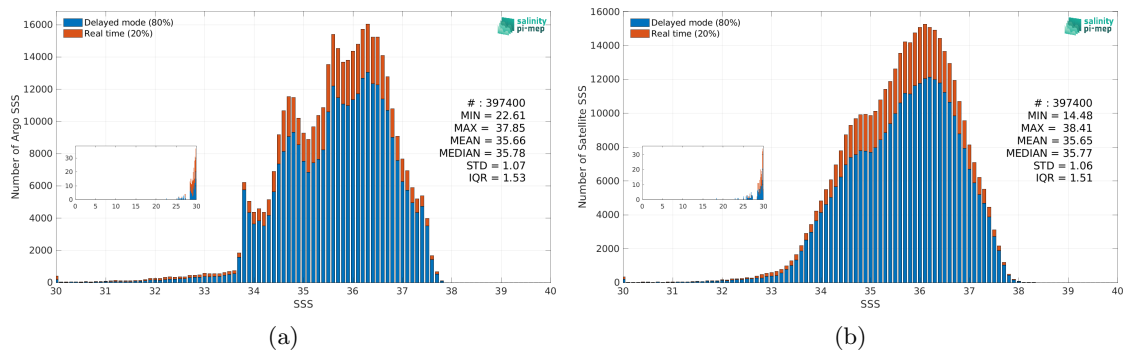 Delayed mode (80%)
Real time (20%)
salinity
pi-mep
Number of Argo SSS
16000
14000
12000
10000
8000
6000
4000
2000
0
# : 397400
MIN = 22.61
MAX = 37.85
MEAN = 35.66
MEDIAN = 35.78
STD = 1.07
IQR = 1.53
30
20
10
0
0 5 10 15 20 25 30
30 31 32 33 34 35 36 37 38 39 40
SSS
(a)
Delayed mode (80%)
Real time (20%)
salinity
pi-mep
Number of Satellite SSS
16000
14000
12000
10000
8000
6000
4000
2000
0
# : 397400
MIN = 14.48
MAX = 38.41
MEAN = 35.65
MEDIAN = 35.77
STD = 1.06
IQR = 1.51
30
20
10
0
0 5 10 15 20 25 30
30 31 32 33 34 35 36 37 38 39 40
SSS
(b)